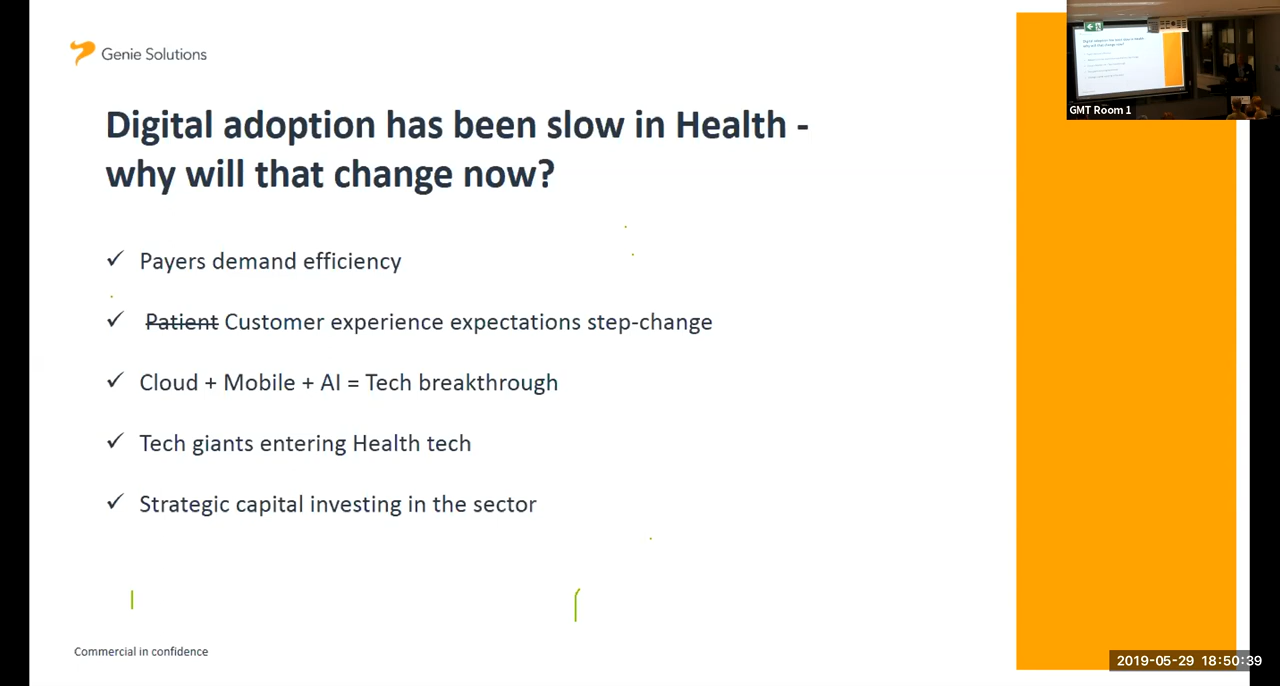 Genie Solutions
Digital adoption has been slow in Health -
why will that change now?
✓ Payers demand efficiency
✓ Patient Customer experience expectations step-change
✓ Cloud + Mobile + AI = Tech breakthrough
✓ Tech giants entering Health tech
✓ Strategic capital investing in the sector
Commercial in confidence
GMT Room 1
2019-05-29 18:50:39